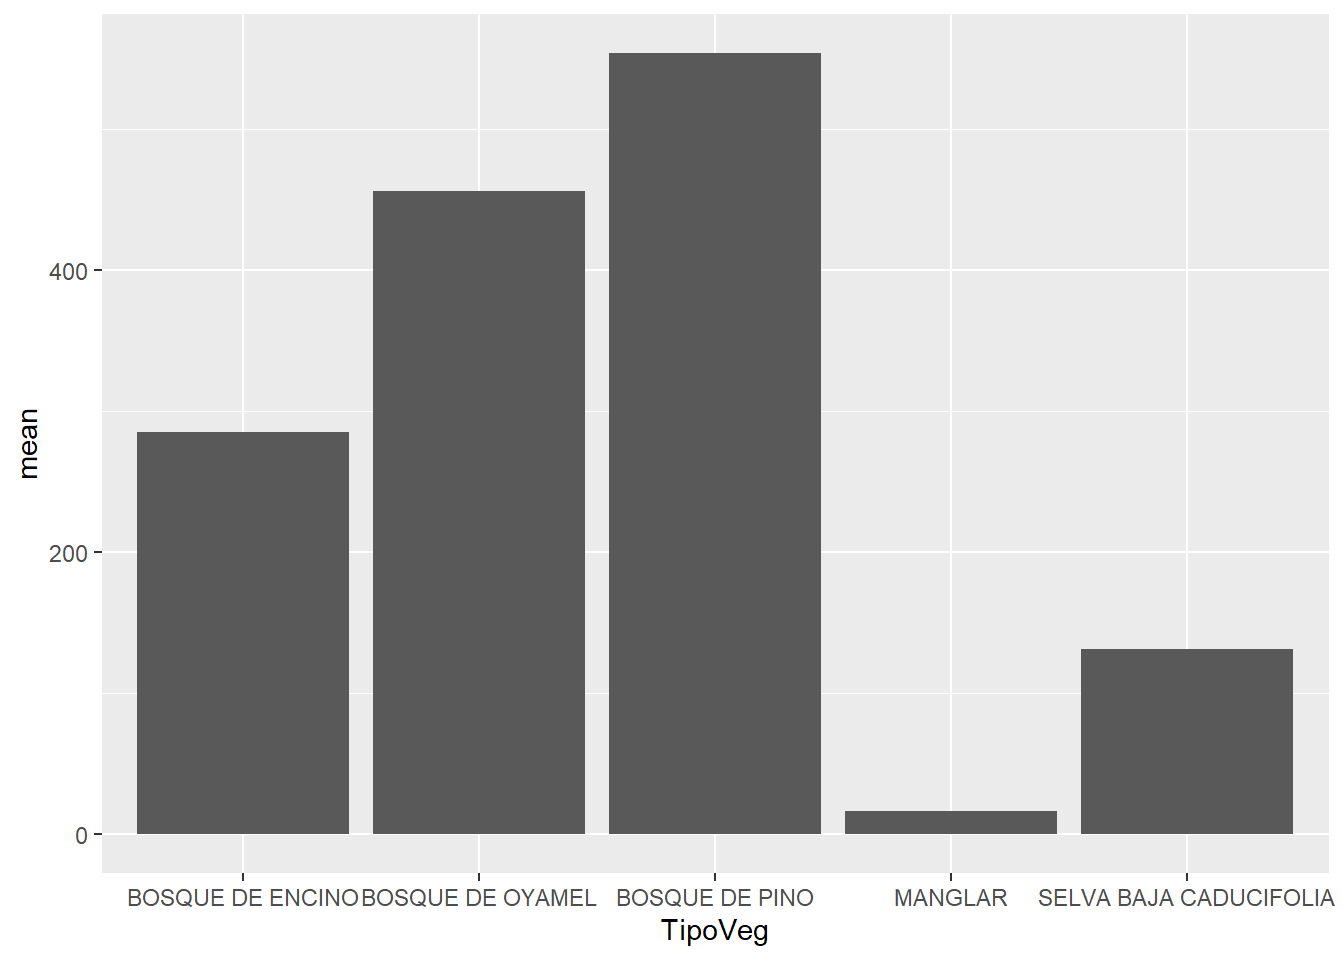 mean
400
200
0
BOSQUE DE ENCINO BOSQUE DE OYAMEL BOSQUE DE PINO MANGLAR SELVA BAJA CADUCIFOLIA
TipoVeg